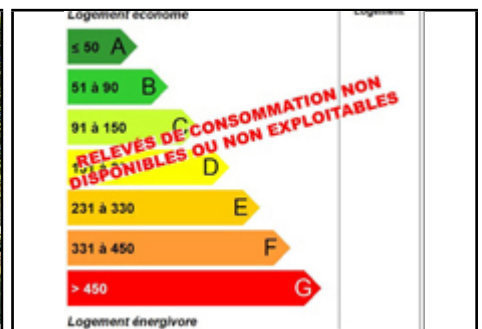 Logement économe
Logement
≤ 50 A
51 à 90 B
91 à 150 C
D
231 à 330 E
331 à 450 F
> 450 G
Logement énergivore
RELEVÉS DE CONSOMMATION NON
DISPONIBLES OU NON EXPLOITABLES